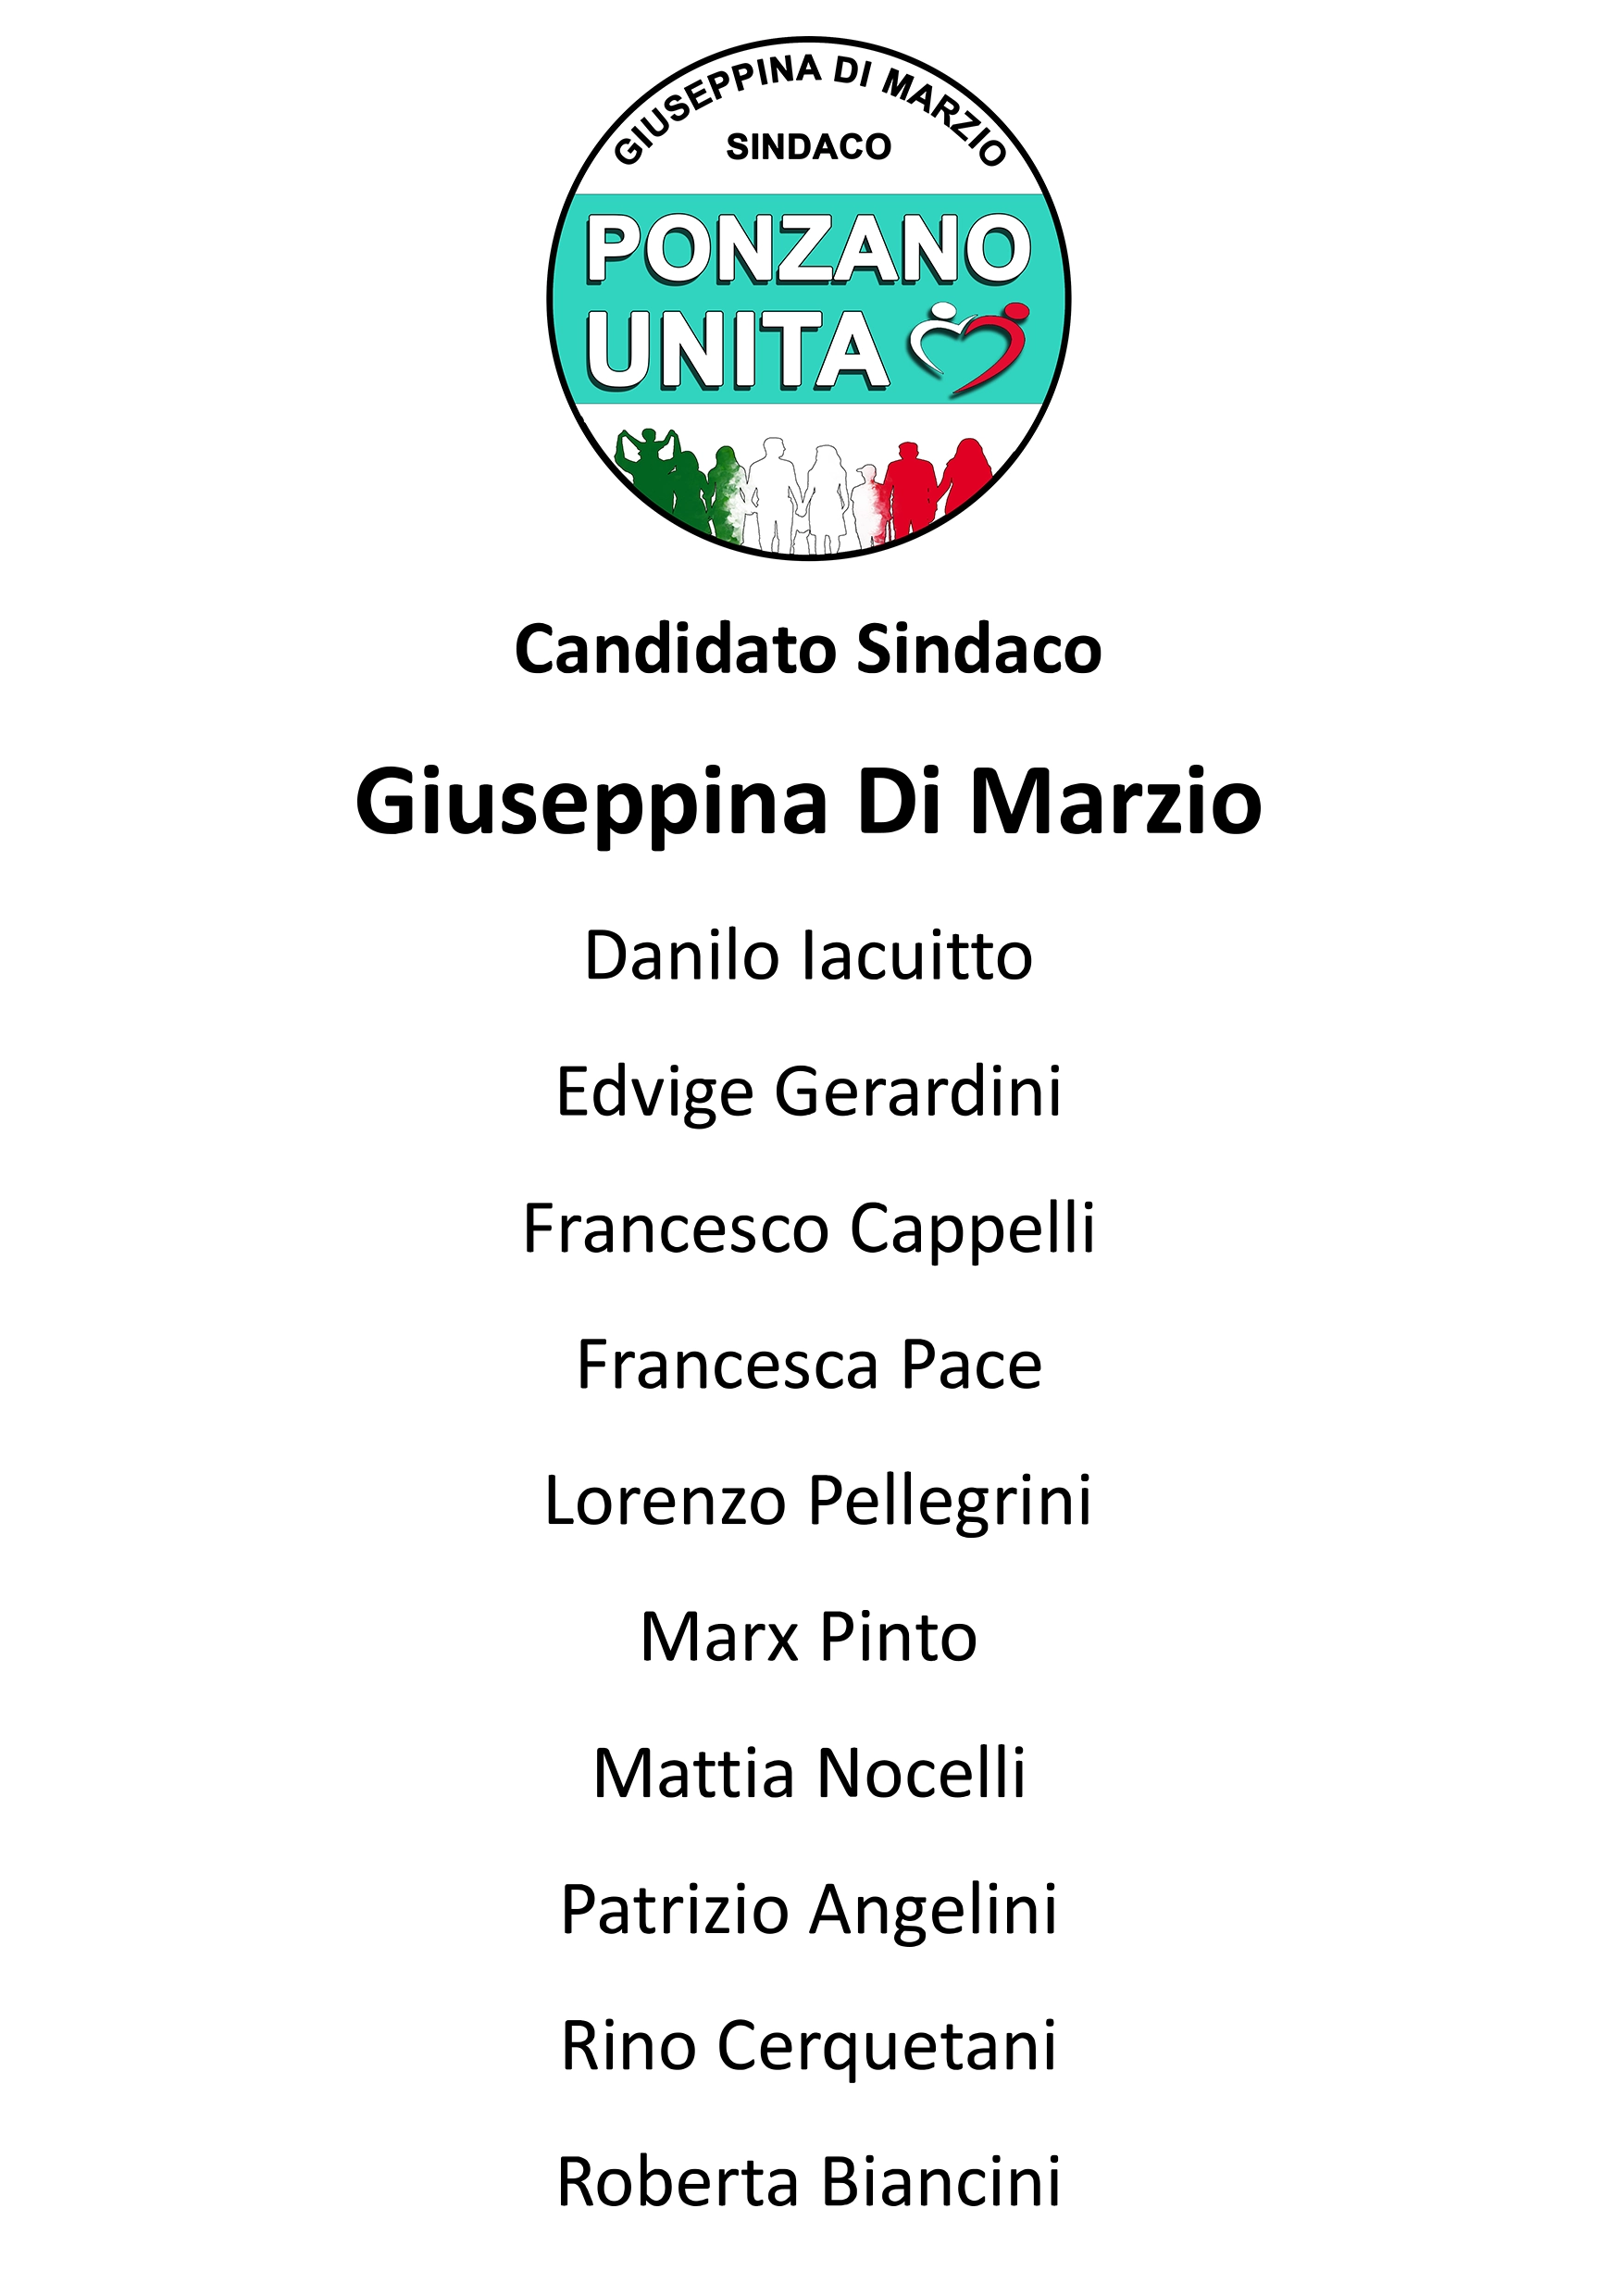 GIUSEPPINA DI MARZIO
SINDACO
PONZANO
UNITA
Candidato Sindaco
Giuseppina Di Marzio
Danilo Iacuitto
Edvige Gerardini
Francesco Cappelli
Francesca Pace
Lorenzo Pellegrini
Marx Pinto
Mattia Nocelli
Patrizio Angelini
Rino Cerquetani
Roberta Biancini